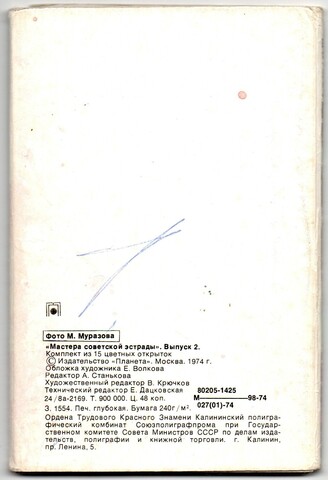 Фото М. Муразова
«Мастера советской эстрады». Выпуск 2.
Комплект из 15 цветных открыток
© Издательство «Планета». Москва. 1974 г.
Обложка художника Е. Волкова
Редактор А. Станькова
Художественный редактор В. Крючков
Технический редактор Е. Дацковская
24/8а-2169. Т. 900 000. Ц. 48 коп.
80205-1425
М————98-74
027(01)-74
З. 1554. Печ. глубокая. Бумага 240г/м².
Ордена Трудового Красного Знамени Калининский полигра-
фический комбинат Союзполиграфпрома при Государ-
ственном комитете Совета Министров СССР по делам изда-
тельств, полиграфии и книжной торговли. г. Калинин,
пр. Ленина, 5.